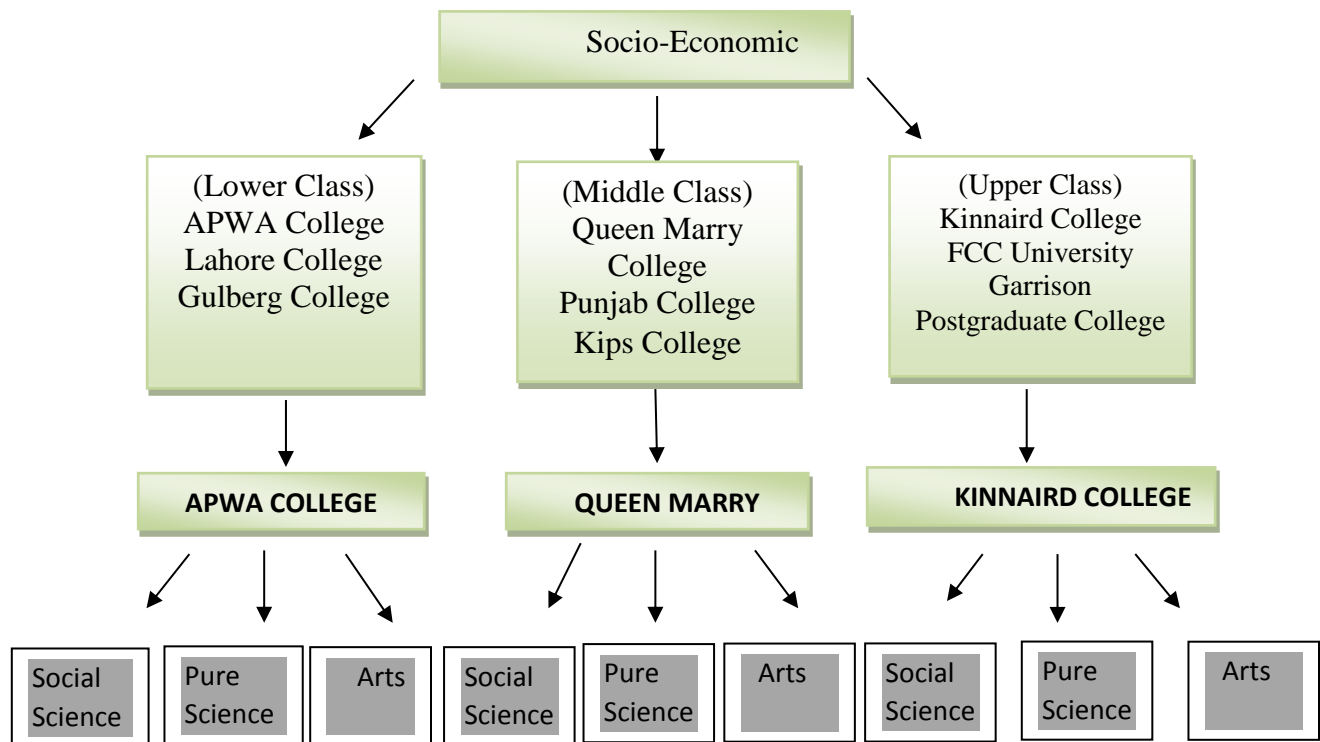 Socio-Economic
(Lower Class)
APWA College
Lahore College
Gulberg College
(Middle Class)
Queen Marry
College
Punjab College
Kips College
(Upper Class)
Kinnaird College
FCC University
Garrison
Postgraduate College
APWA COLLEGE
QUEEN MARRY
KINNAIRD COLLEGE
Social
Science
Pure
Science
Arts
Social
Science
Pure
Science
Arts
Social
Science
Pure
Science
Arts